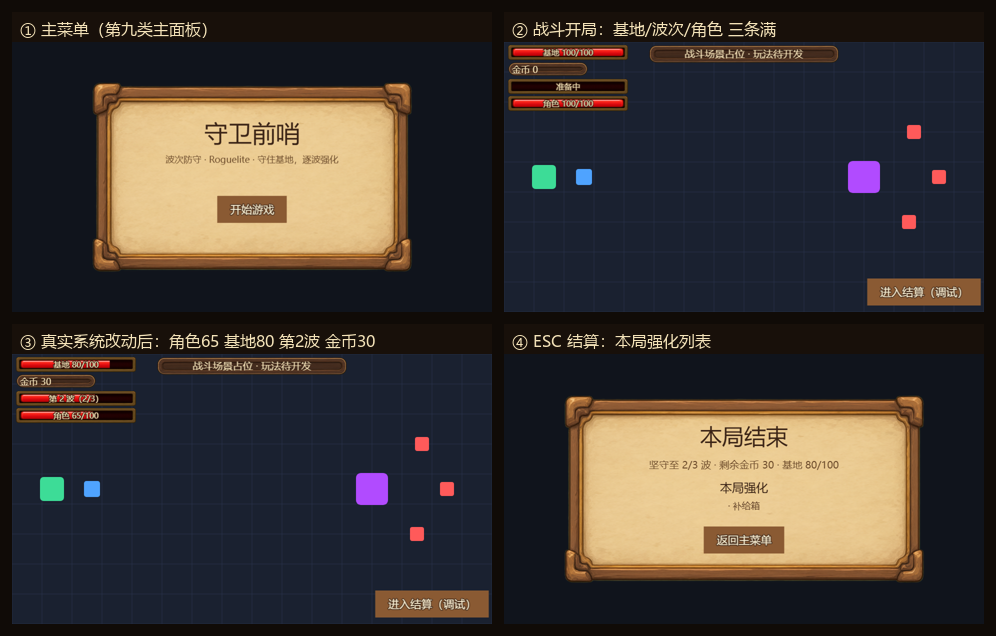 ① 主菜单（第九类主面板）
守卫前哨
波次防守 · Roguelite · 守住基地，逐波强化
开始游戏
② 战斗开局：基地/波次/角色 三条满
基地 100/100
战斗场景占位 · 玩法待开发
金币 0
准备中
角色 100/100
进入结算（调试）
③ 真实系统改动后：角色65 基地80 第2波 金币30
基地 80/100
战斗场景占位 · 玩法待开发
金币 30
第 2 波（2/3）
角色 65/100
进入结算（调试）
④ ESC 结算：本局强化列表
本局结束
坚守至 2/3 波 · 剩余金币 30 · 基地 80/100
本局强化
· 补给箱
返回主菜单